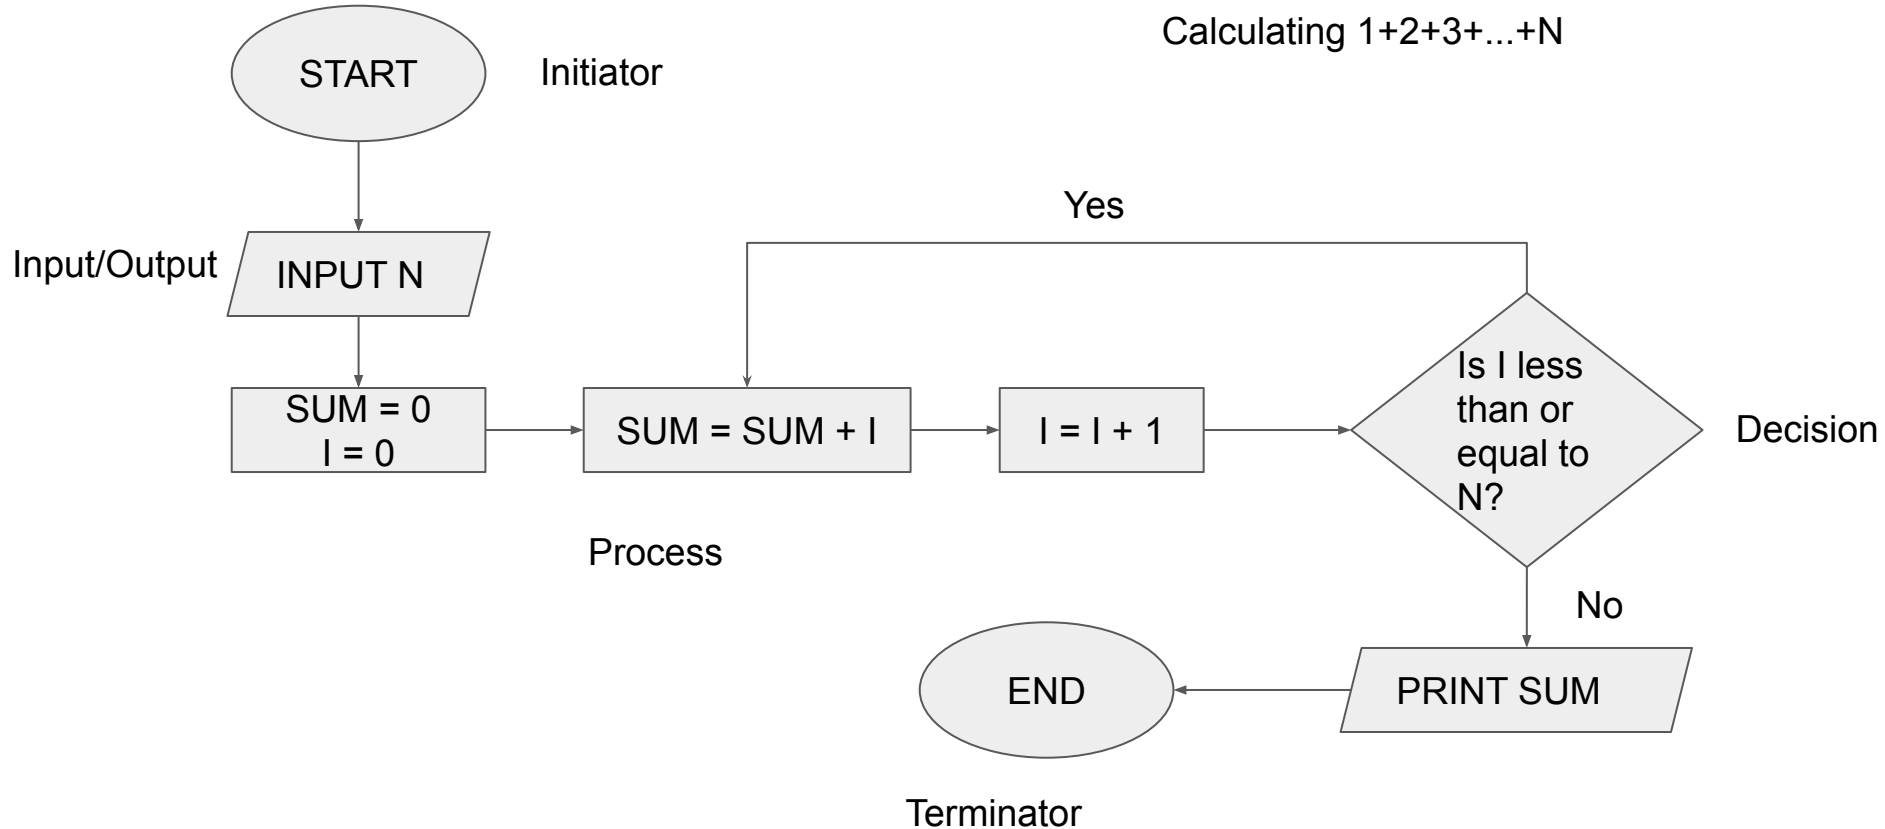 Calculating 1+2+3+...+N
START
Initiator
Yes
Input/Output
INPUT N
SUM = 0
I = 0
SUM = SUM + I
I = I + 1
Is I less
than or
equal to
N?
Decision
Process
No
END
PRINT SUM
Terminator